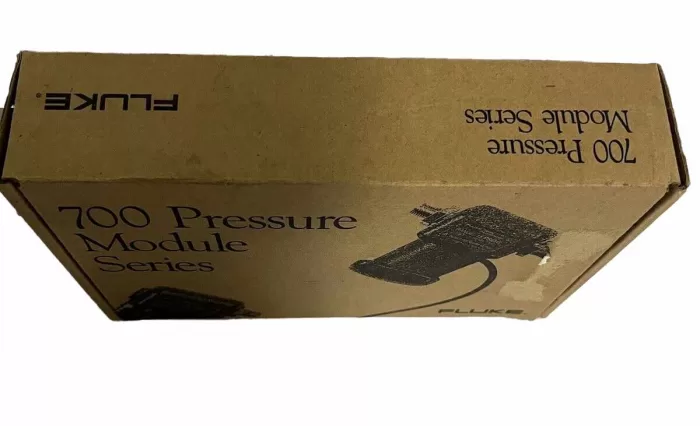 FLUKE®
700 Pressure
Module Series
700 Pressure
Module
Series
FLUKE